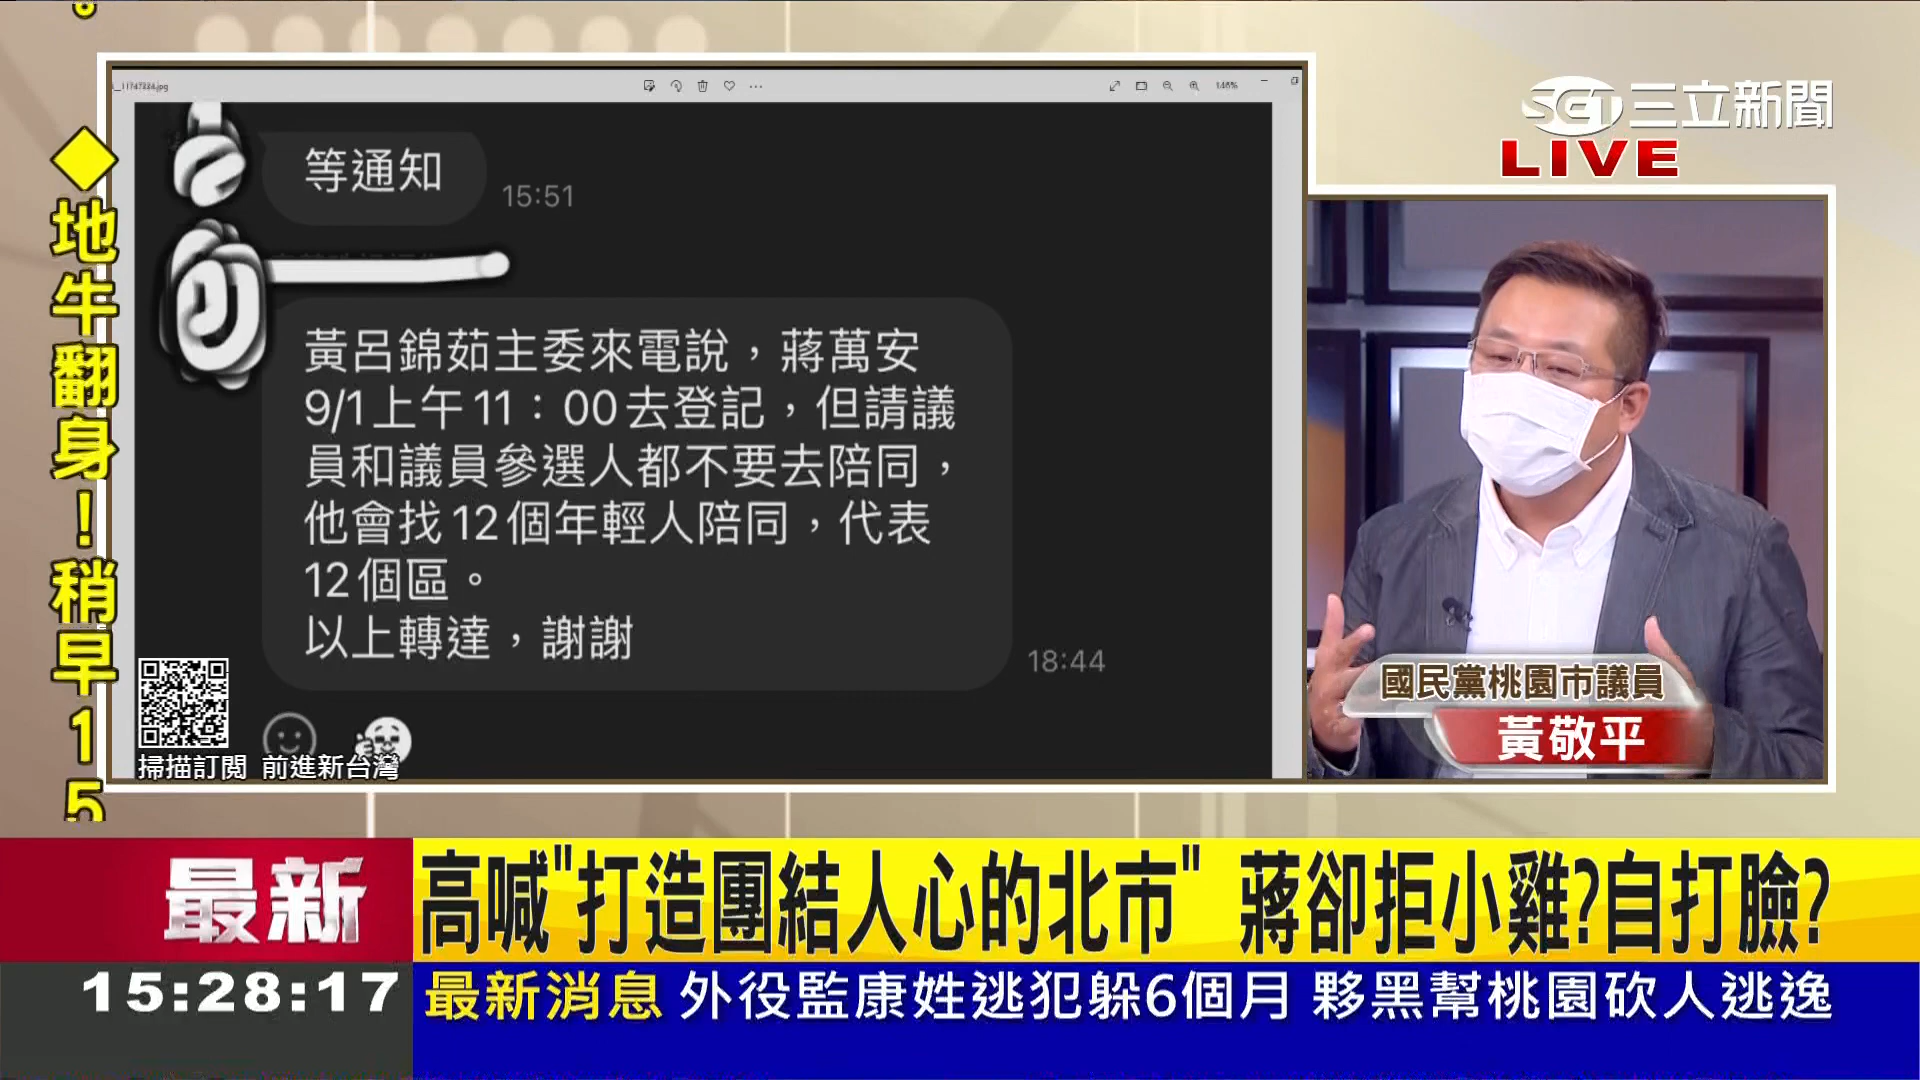 11747334.jpg
146%
SET三立新聞
LIVE
◆地牛翻身！稍早15
等通知
15:51
黃呂錦茹主委來電說，蔣萬安
9/1上午11：00去登記，但請議
員和議員參選人都不要去陪同，
他會找12個年輕人陪同，代表
12個區。
以上轉達，謝謝
18:44
掃描訂閱 前進新台灣
國民黨桃園市議員
黃敬平
最新
高喊"打造團結人心的北市" 蔣卻拒小雞?自打臉?
15:28:17
最新消息 外役監康姓逃犯躲6個月 夥黑幫桃園砍人逃逸